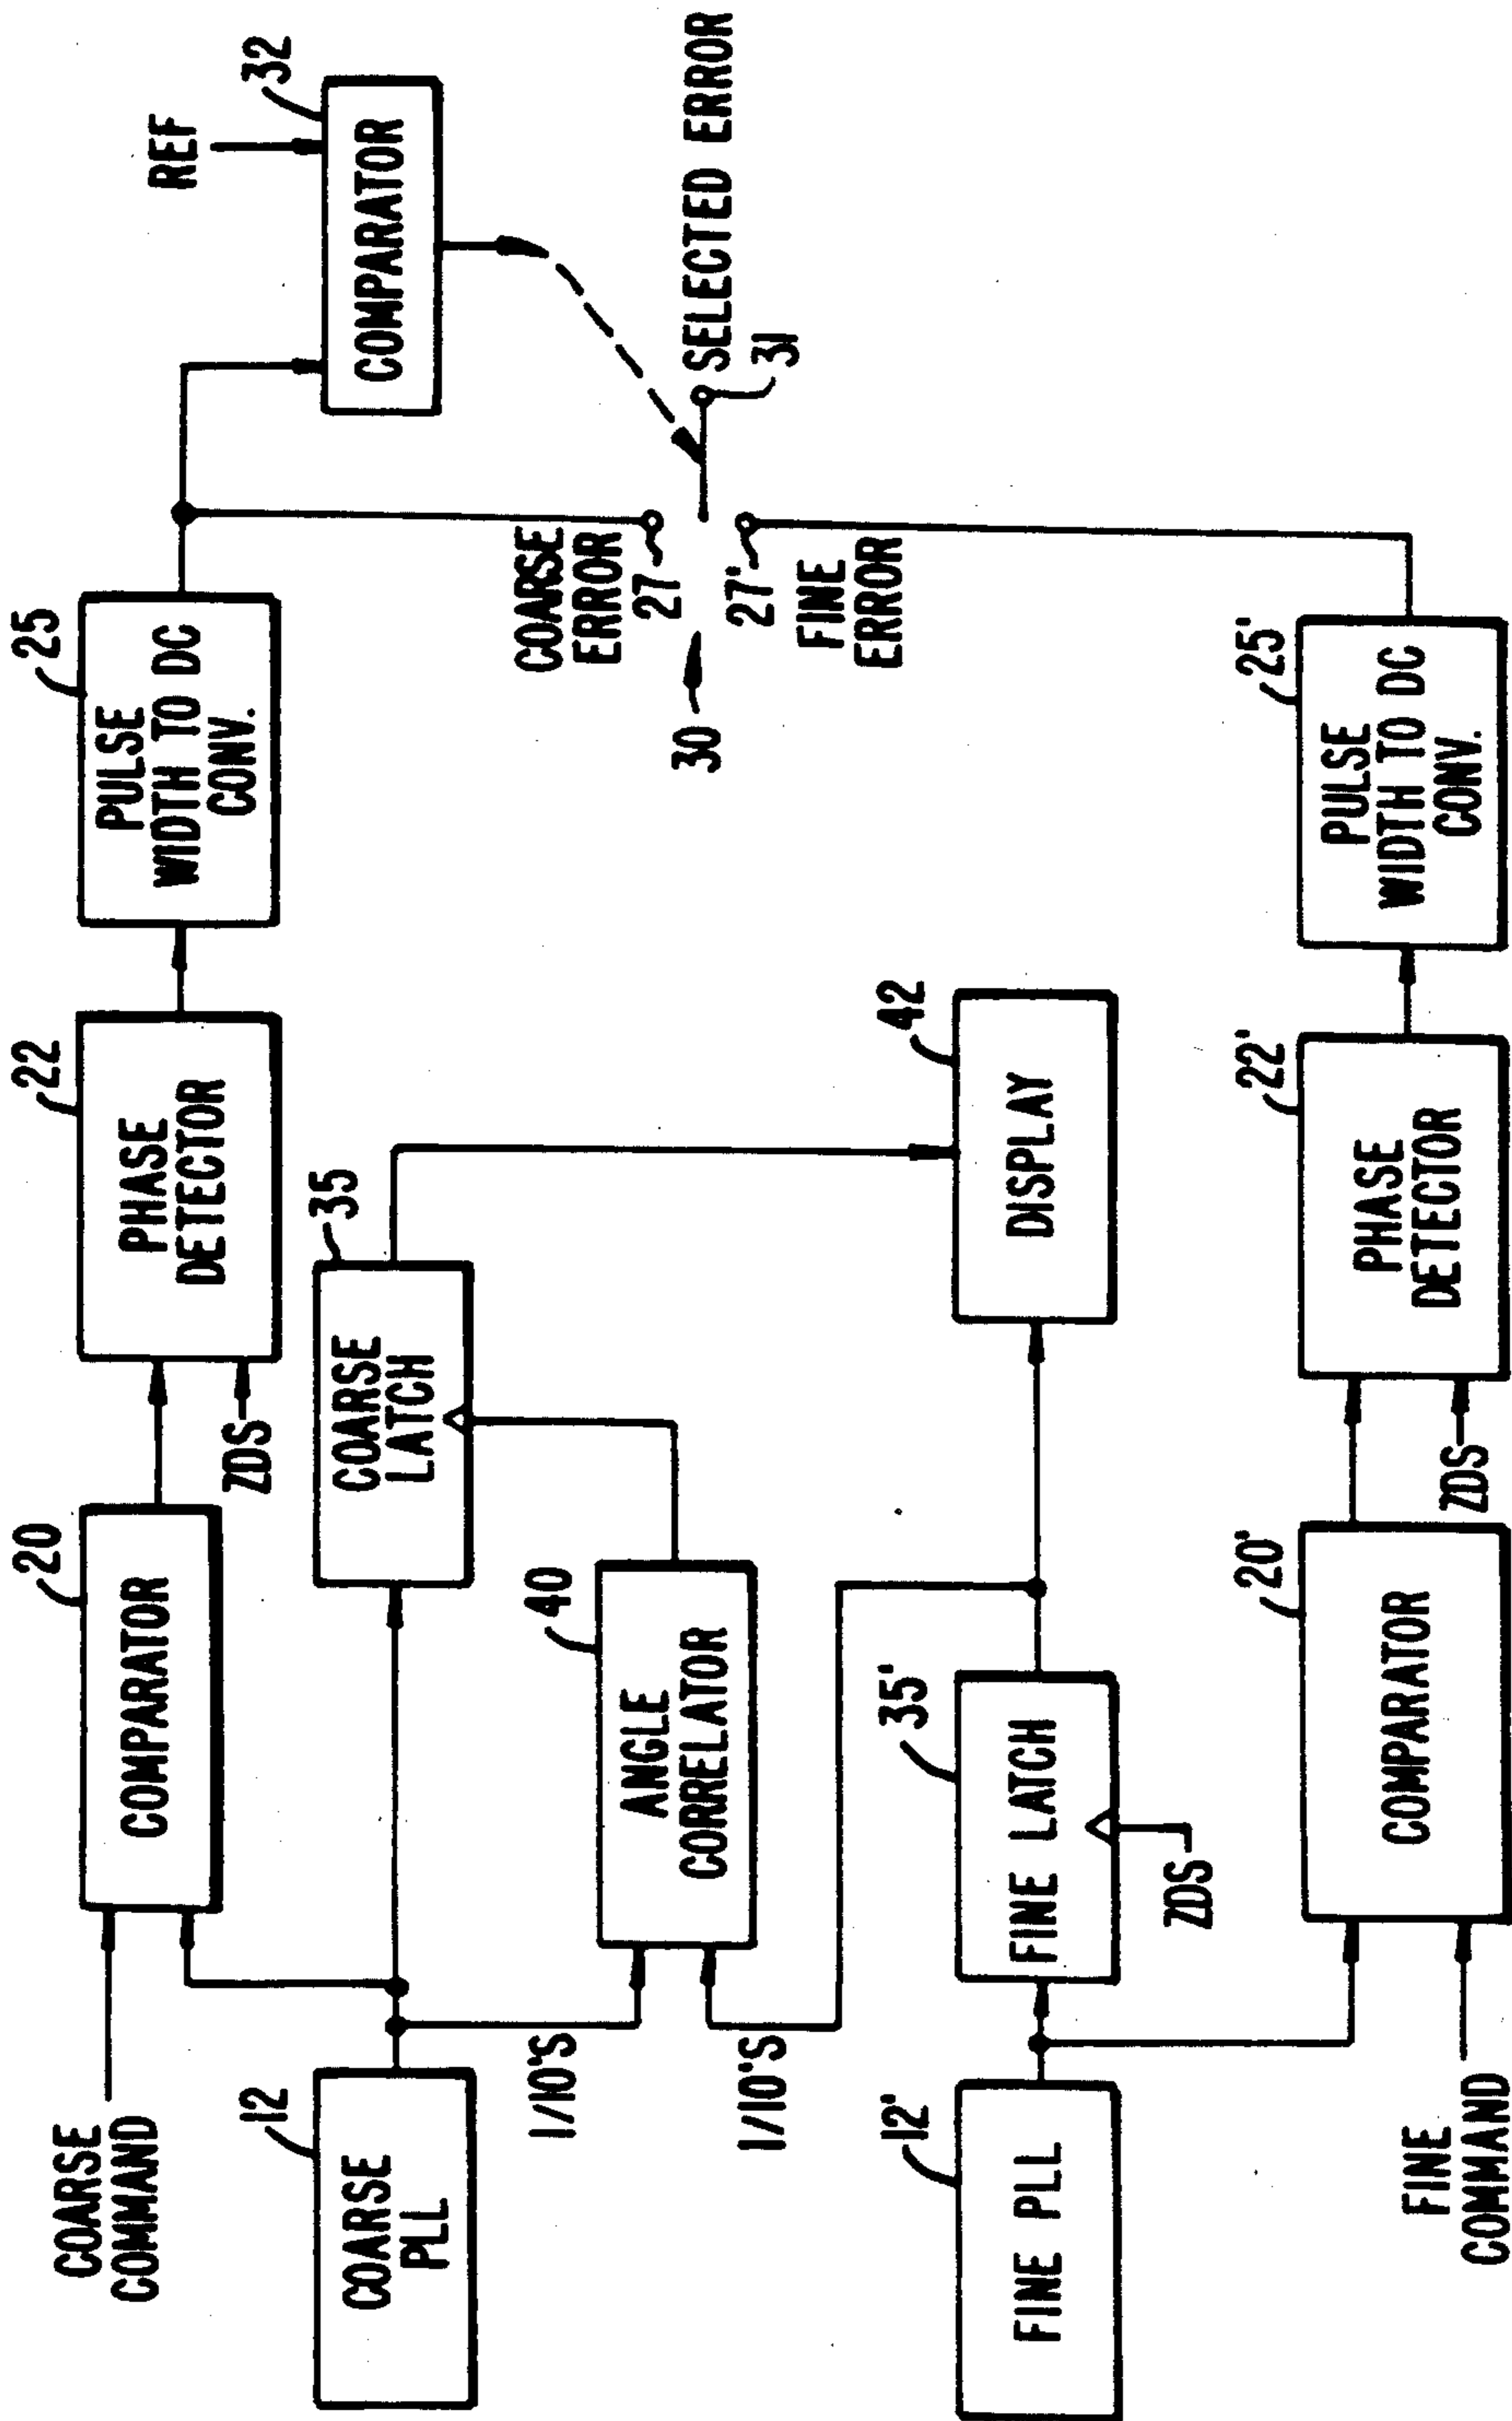 COARSE
COMMAND
20
COMPARATOR
ZDS
22
PHASE
DETECTOR
25
PULSE
WIDTH TO DC
CONV.
REF
32
COMPARATOR
12
COARSE
PLL
35
COARSE
LATCH
1/10'S
40
ANGLE
CORRELATOR
1/10'S
COARSE
ERROR
27
30
27'
FINE
ERROR
SELECTED ERROR
31
12'
FINE PLL
35'
FINE LATCH
ZDS
42
DISPLAY
FINE
COMMAND
20'
COMPARATOR
ZDS
22'
PHASE
DETECTOR
25'
PULSE
WIDTH TO DC
CONV.